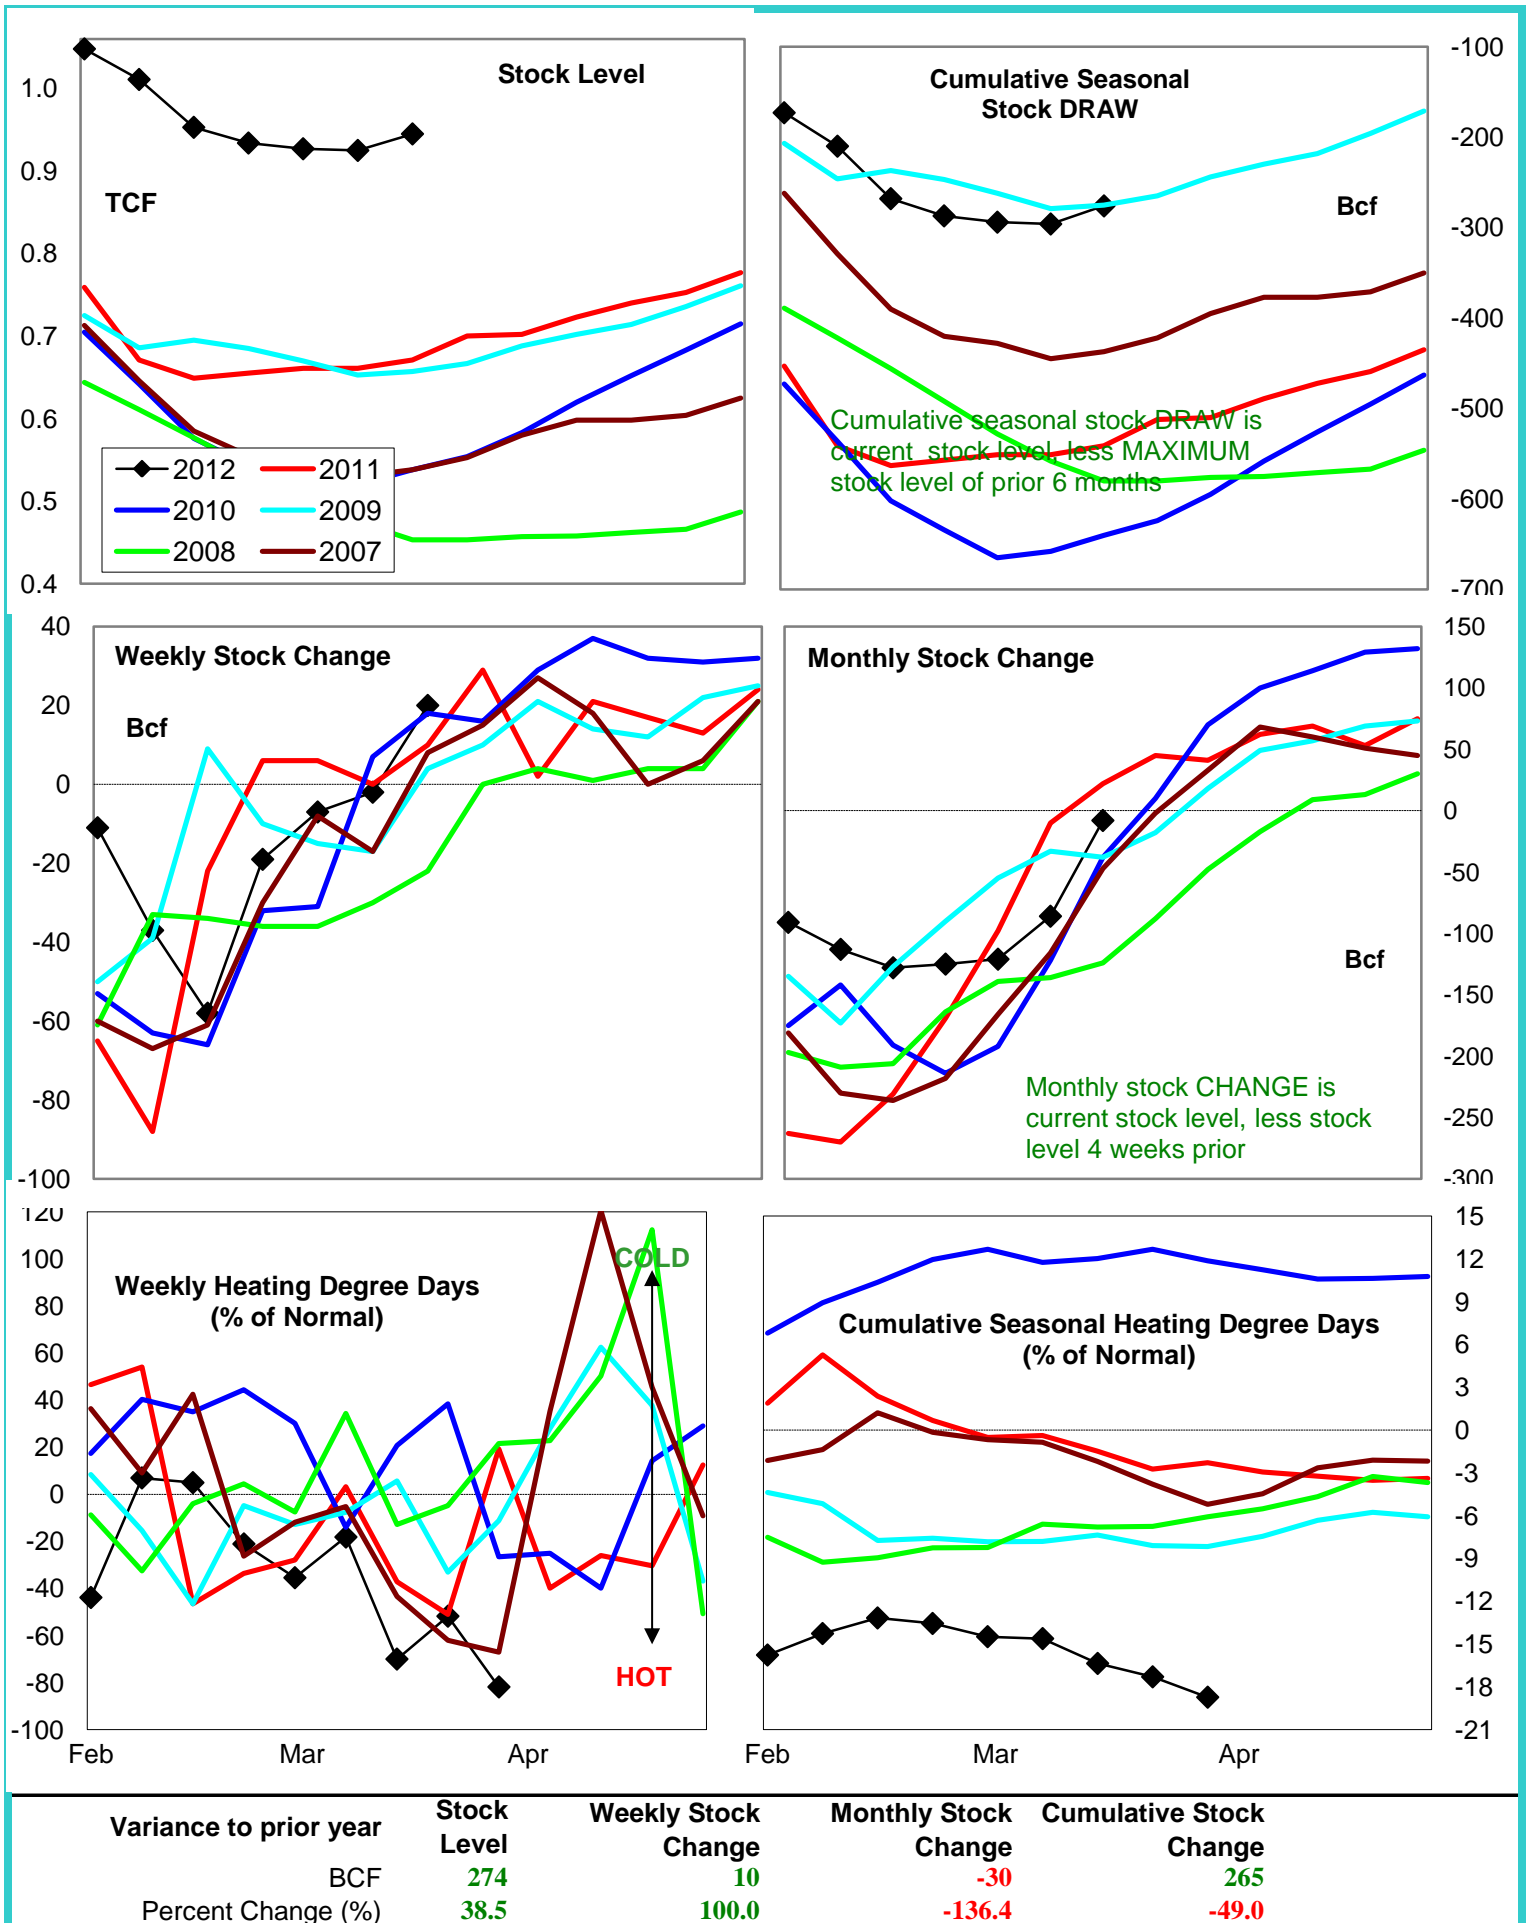 Stock Level
TCF
1.0
0.9
0.8
0.7
0.6
0.5
0.4
2012
2011
2010
2009
2008
2007
Cumulative Seasonal
Stock DRAW
Bcf
Cumulative seasonal stock DRAW is
current stock level, less MAXIMUM
stock level of prior 6 months
-100
-200
-300
-400
-500
-600
-700
Weekly Stock Change
Bcf
40
20
0
-20
-40
-60
-80
-100
Monthly Stock Change
Bcf
Monthly stock CHANGE is
current stock level, less stock
level 4 weeks prior
150
100
50
0
-50
-100
-150
-200
-250
-300
Weekly Heating Degree Days
(% of Normal)
COLD
HOT
120
100
80
60
40
20
0
-20
-40
-60
-80
-100
Feb
Mar
Apr
Cumulative Seasonal Heating Degree Days
(% of Normal)
15
12
9
6
3
0
-3
-6
-9
-12
-15
-18
-21
Feb
Mar
Apr
Variance to prior year
Stock
Level
Weekly Stock
Change
Monthly Stock
Change
Cumulative Stock
Change
BCF 274 10 -30 265
Percent Change (%) 38.5 100.0 -136.4 -49.0